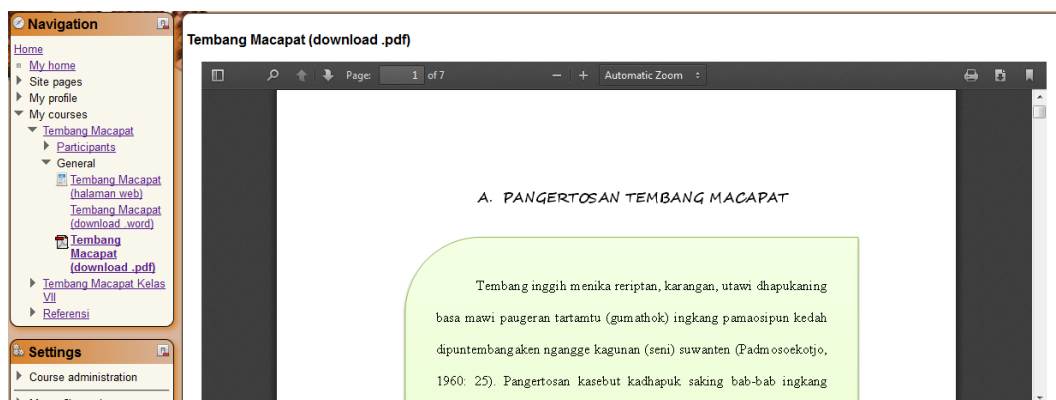 Navigation
Home
My home
Site pages
My profile
My courses
Tembang Macapat
Participants
General
Tembang Macapat
(halaman web)
Tembang Macapat
(download .word)
Tembang
Macapat
(download .pdf)
Tembang Macapat Kelas
VII
Referensi
Settings
Course administration
Tembang Macapat (download .pdf)
Page: 1 of 7
Automatic Zoom
A. PANGERTOSAN TEMBANG MACAPAT
Tembang inggih menika reriptan, karangan, utawi dhapukaning
basa mawi paugeran tartamtu (gumathok) ingkang pamaosipun kedah
dipuntembangaken ngangge kagunan (seni) suwanten (Padmosoekotjo,
1960: 25). Pangertosan kasebut kadhapuk saking bab-bab ingkang